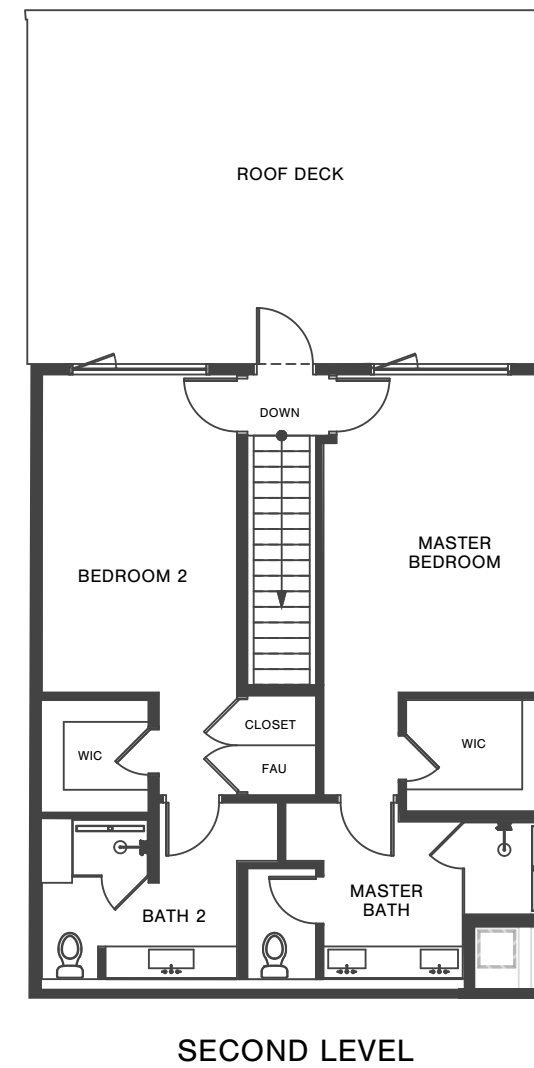 ROOF DECK
DOWN
MASTER
BEDROOM
BEDROOM 2
CLOSET
WIC
WIC
FAU
MASTER
BATH
BATH 2
SECOND LEVEL